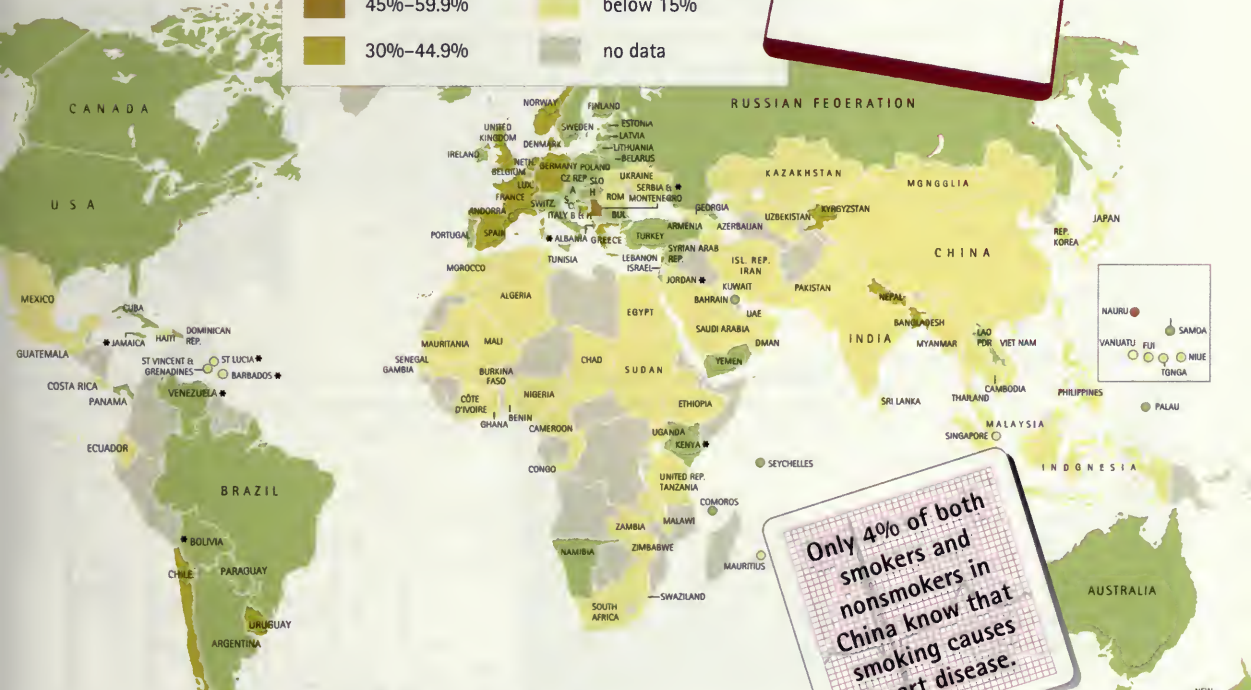 45%–59.9%
below 15%
30%–44.9%
no data
CANADA
USA
MEXICO
CUBA
JAMAICA
HAITI
DOMINICAN
REP.
GUATEMALA
ST VINCENT &
GRENADINES
ST LUCIA
BARBADOS
COSTA RICA
PANAMA
VENEZUELA
ECUADOR
BRAZIL
BOLIVIA
CHILE
PARAGUAY
URUGUAY
ARGENTINA
NORWAY
FINLAND
SWEDEN
ESTONIA
LATVIA
LITHUANIA
BELARUS
UNITED
KINGDOM
DENMARK
IRELAND
NETH
BELGIUM
GERMANY
POLAND
LUX.
CZ REP
SLO
A
H
UKRAINE
FRANCE
SWITZ.
S
C
ROM
SERBIA &
MONTENEGRO
ANDORRA
ITALY
B & H
BUL
GEORGIA
PORTUGAL
SPAIN
ALBANIA
GREECE
TURKEY
ARMENIA
AZERBAIJAN
TUNISIA
LEBANON
ISRAEL
SYRIAN ARAB
REP.
JORDAN
ISL. REP.
IRAN
KUWAIT
BAHRAIN
UAE
SAUDI ARABIA
OMAN
YEMEN
MOROCCO
ALGERIA
EGYPT
MAURITANIA
MALI
CHAD
SUDAN
SENEGAL
GAMBIA
BURKINA
FASO
NIGERIA
CÔTE
D'IVOIRE
GHANA
BENIN
CAMEROON
ETHIOPIA
UGANDA
KENYA
CONGO
UNITED REP.
TANZANIA
SEYCHELLES
COMOROS
ZAMBIA
MALAWI
NAMIBIA
ZIMBABWE
MAURITIUS
SWAZILAND
SOUTH
AFRICA
RUSSIAN FEDERATION
KAZAKHSTAN
MGNGGLIA
UZBEKISTAN
KYRGYZSTAN
CHINA
REP.
KOREA
JAPAN
PAKISTAN
NEPAL
BANGLADESH
INDIA
MYANMAR
LAO
PDR
VIET NAM
SRI LANKA
THAILAND
CAMBODIA
PHILIPPINES
MALAYSIA
SINGAPORE
INDONESIA
NAURU
SAMOA
VANUATU
FIJI
NIUE
TONGA
PALAU
AUSTRALIA
Only 4% of both
smokers and
nonsmokers in
China know that
smoking causes
disease.